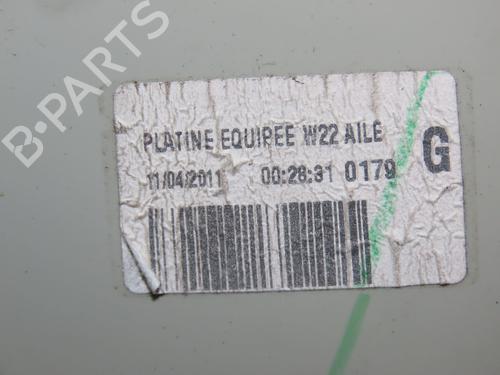 B-PARTS
PLATINE EQUIPEE W22 AILE
11/04/2011 00:28:31 0179
G